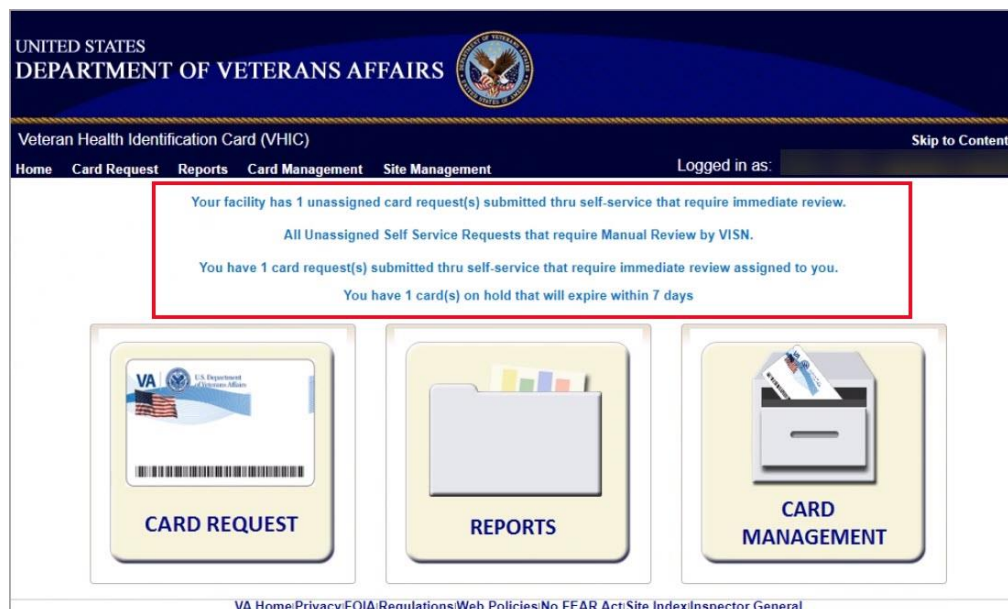 UNITED STATES
DEPARTMENT OF VETERANS AFFAIRS
Veteran Health Identification Card (VHIC)
Skip to Content
Home Card Request Reports Card Management Site Management
Logged in as:
Your facility has 1 unassigned card request(s) submitted thru self-service that require immediate review.
All Unassigned Self Service Requests that require Manual Review by VISN.
You have 1 card request(s) submitted thru self-service that require immediate review assigned to you.
You have 1 card(s) on hold that will expire within 7 days
VA
U.S. Department
of Veterans Affairs
CARD REQUEST
REPORTS
CARD
MANAGEMENT
VA Home|Privacy|FOIA|Regulations|Web Policies|No FEAR Act|Site Index|Inspector General